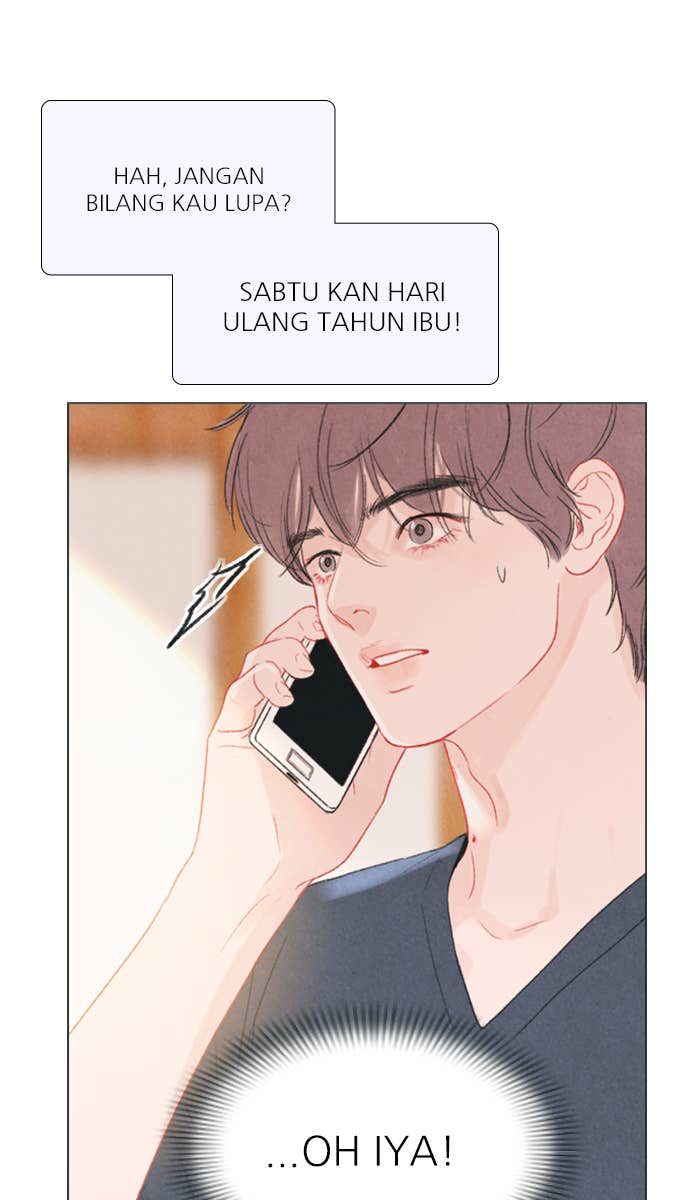 HAH, JANGAN
BILANG KAU LUPA?
SABTU KAN HARI
ULANG TAHUN IBU!
...OH IYA!